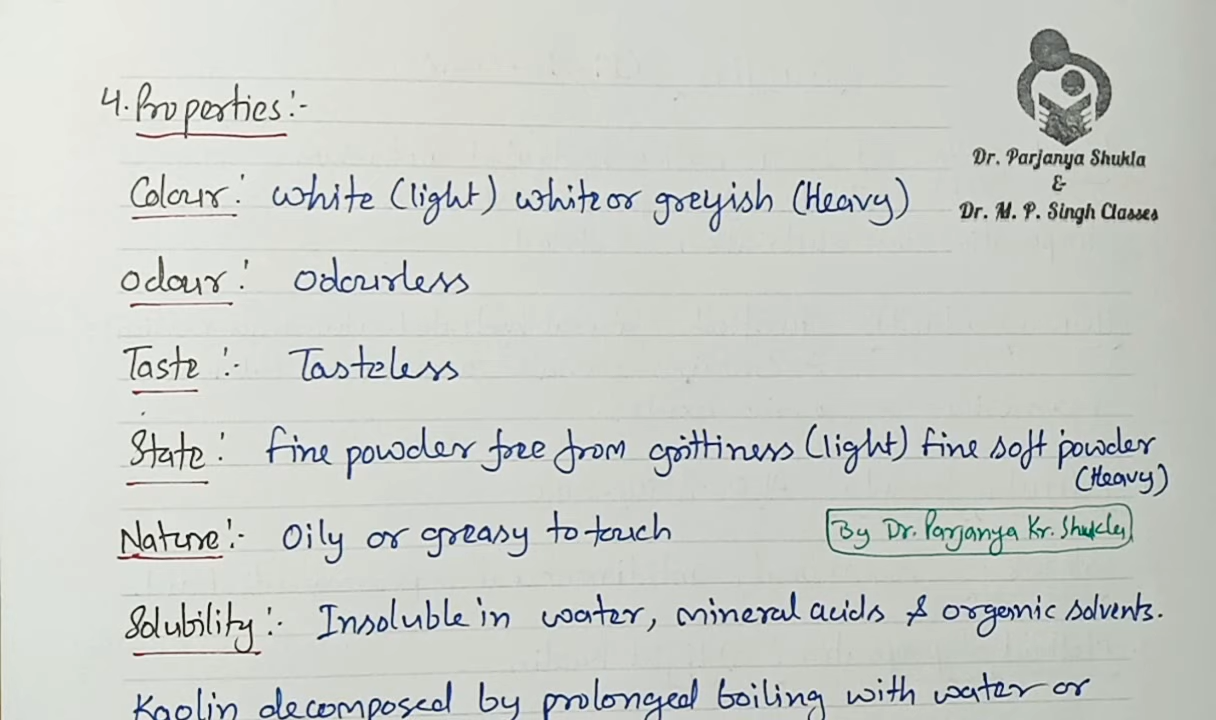 4. Properties:-
Dr. Parjanya Shukla
&
Dr. M. P. Singh Classes
Colour: white (light) white or greyish (Heavy)
Odour: Odourless
Taste :- Tasteless
State: fine powder free from grittiness (light) fine soft powder
(Heavy)
Nature:- Oily or greasy to touch
By Dr. Parjanya Kr. Shukla
Solubility:- Insoluble in water, mineral acids & organic solvents.
Kaolin decomposed by prolonged boiling with water or